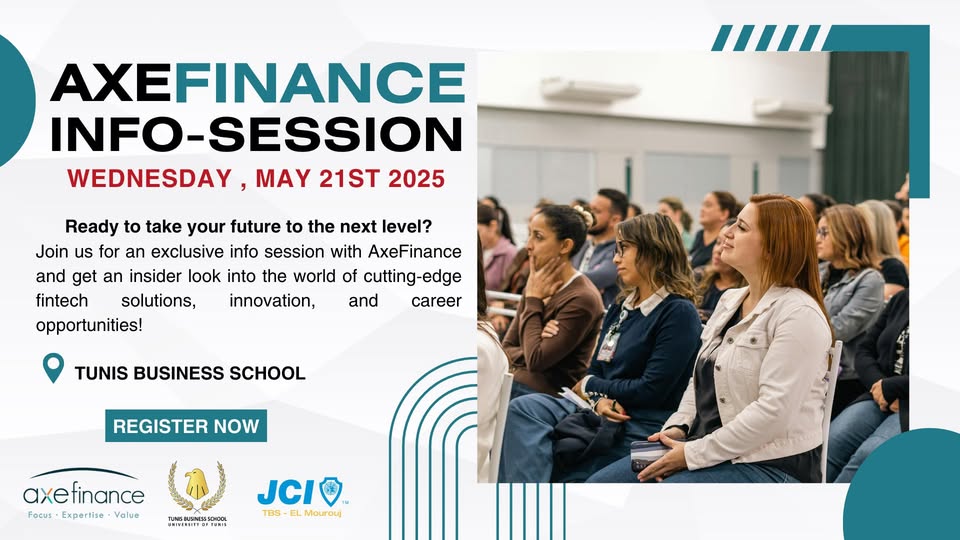 AXEFINANCE
INFO-SESSION
WEDNESDAY , MAY 21ST 2025
Ready to take your future to the next level?
Join us for an exclusive info session with AxeFinance
and get an insider look into the world of cutting-edge
fintech solutions, innovation, and career
opportunities!
TUNIS BUSINESS SCHOOL
REGISTER NOW
axefinance
Focus · Expertise · Value
TUNIS BUSINESS SCHOOL
UNIVERSITY OF TUNIS
JCI
TM
TBS - EL Mourouj